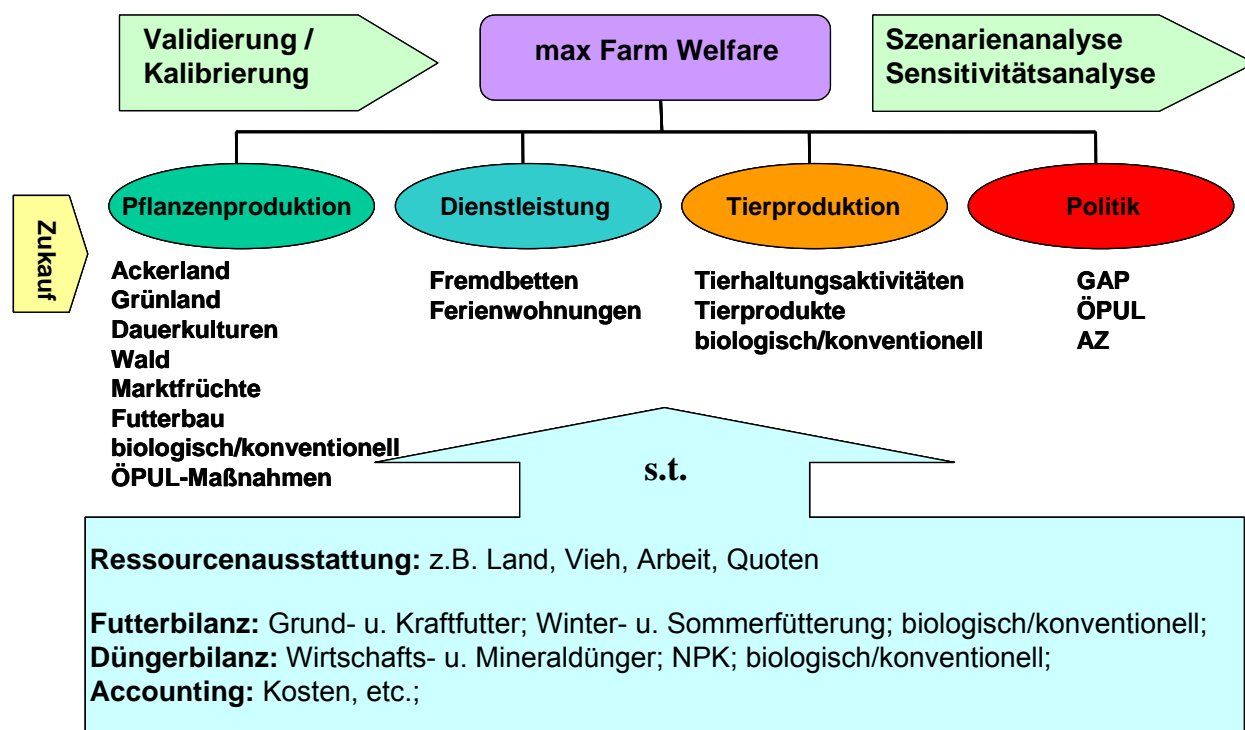 Validierung /
Kalibrierung
max Farm Welfare
Szenarienanalyse
Sensitivitätsanalyse
Zukauf
Pflanzenproduktion
Dienstleistung
Tierproduktion
Politik
Ackerland
Grünland
Dauerkulturen
Wald
Marktfrüchte
Futterbau
biologisch/konventionell
ÖPUL-Maßnahmen
Fremdbetten
Ferienwohnungen
Tierhaltungsaktivitäten
Tierprodukte
biologisch/konventionell
GAP
ÖPUL
AZ
s.t.
Ressourcenausstattung: z.B. Land, Vieh, Arbeit, Quoten
Futterbilanz: Grund- u. Kraftfutter; Winter- u. Sommerfütterung; biologisch/konventionell;
Düngerbilanz: Wirtschafts- u. Mineraldünger; NPK; biologisch/konventionell;
Accounting: Kosten, etc.;